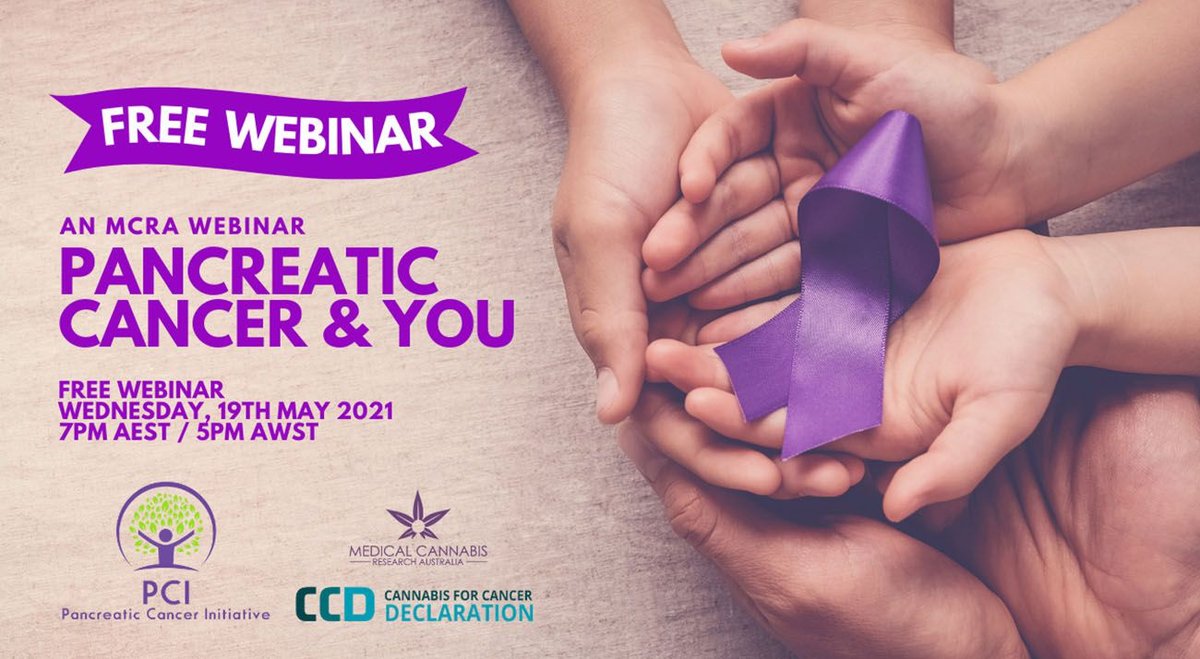 FREE WEBINAR
AN MCRA WEBINAR
PANCREATIC
CANCER & YOU
FREE WEBINAR
WEDNESDAY, 19TH MAY 2021
7PM AEST / 5PM AWST
PCI
Pancreatic Cancer Initiative
MEDICAL CANNABIS
RESEARCH AUSTRALIA
CCD CANNABIS FOR CANCER
DECLARATION